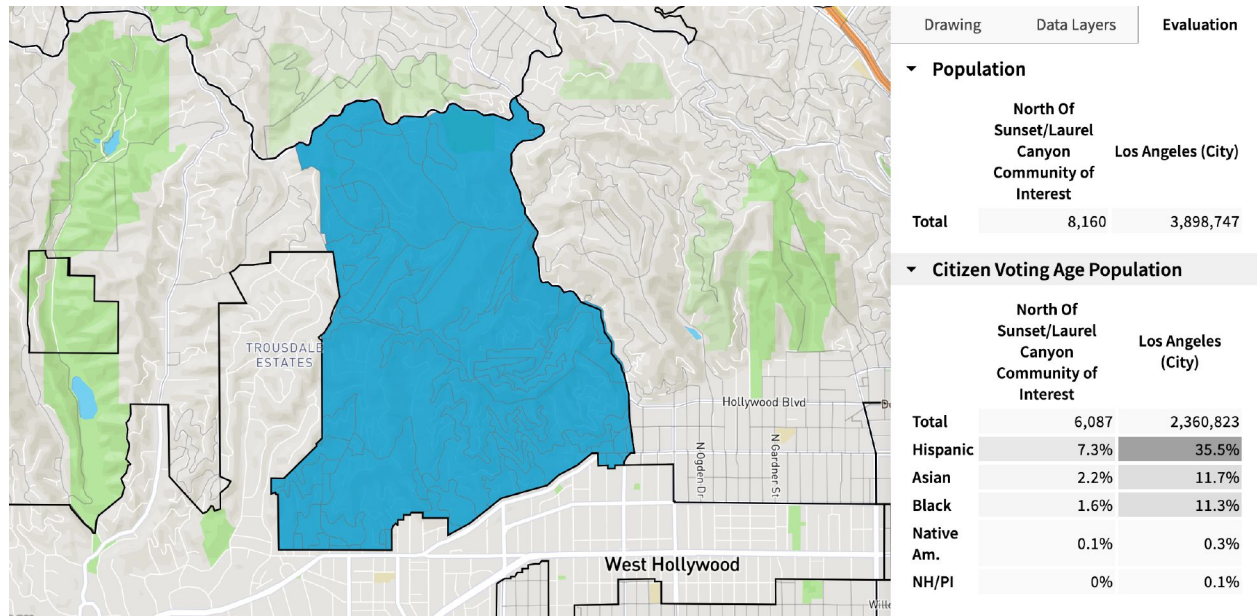 Drawing Data Layers Evaluation
Population
North Of
Sunset/Laurel
Canyon
Community of
Interest
Los Angeles (City)
Total 8,160 3,898,747
Citizen Voting Age Population
North Of
Sunset/Laurel
Canyon
Community of
Interest
Los Angeles
(City)
Total 6,087 2,360,823
Hispanic 7.3% 35.5%
Asian 2.2% 11.7%
Black 1.6% 11.3%
Native
Am. 0.1% 0.3%
NH/PI 0% 0.1%
TROUSDALE
ESTATES
Hollywood Blvd
N Ogden Dr
N Gardner St
West Hollywood